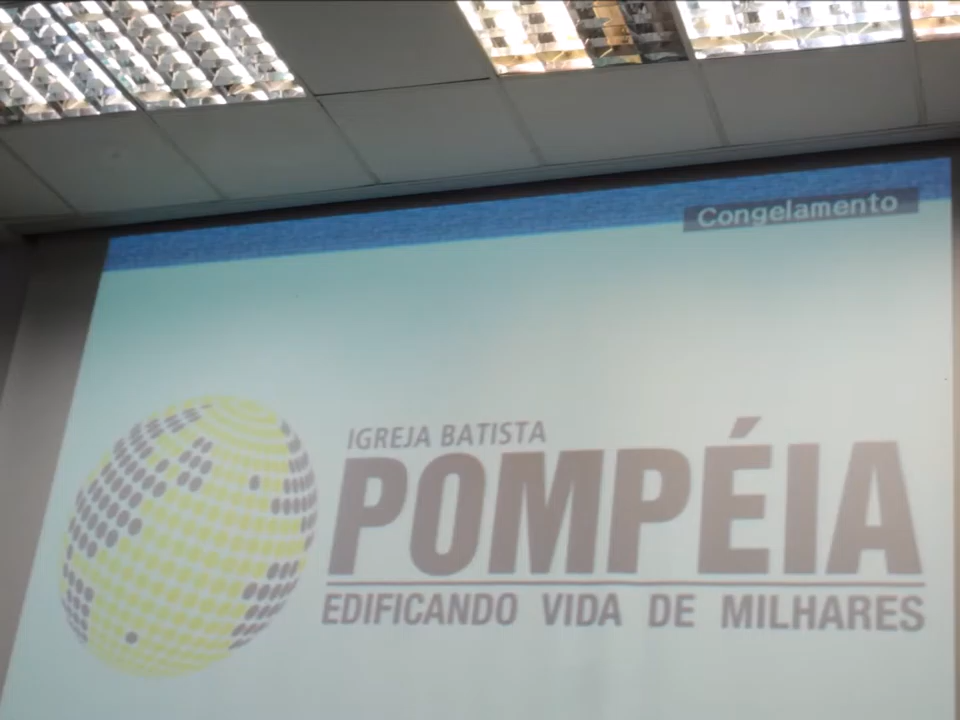 Congelamento
IGREJA BATISTA
POMPÉIA
EDIFICANDO VIDA DE MILHARES